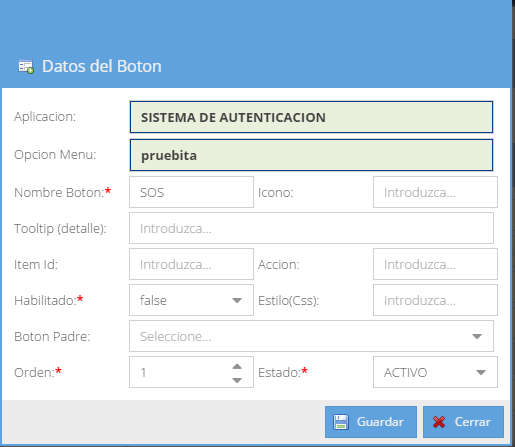 Datos del Boton
Aplicacion: SISTEMA DE AUTENTICACION
Opcion Menu: pruebita
Nombre Boton:* SOS Icono: Introduzca...
Tooltip (detalle): Introduzca...
Item Id: Introduzca... Accion: Introduzca...
Habilitado:* false Estilo(Css): Introduzca...
Boton Padre: Seleccione...
Orden:* 1 Estado:* ACTIVO
Guardar Cerrar